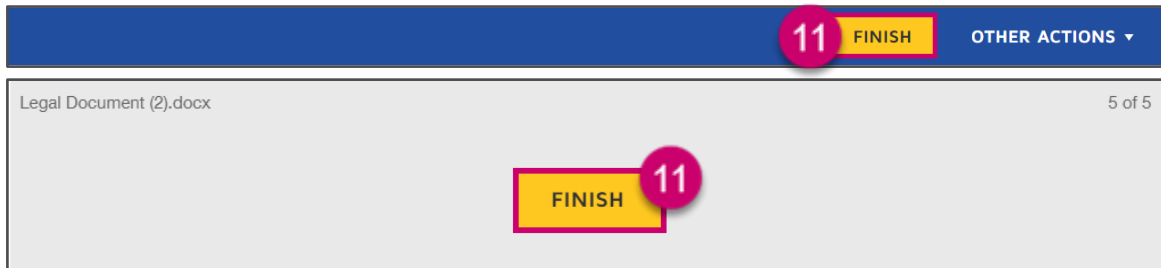 11 FINISH OTHER ACTIONS
Legal Document (2).docx 5 of 5
FINISH 11